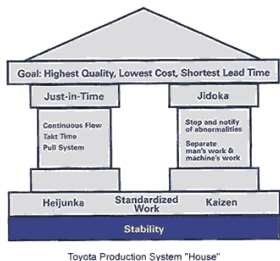 Goal: Highest Quality, Lowest Cost, Shortest Lead Time
Just-in-Time
Jidoka
Continuous Flow
Takt Time
Pull System
Stop and notify
of abnormalities
Separate
man's work &
machine's work
Heijunka
Standardized
Work
Kaizen
Stability
Toyota Production System "House"